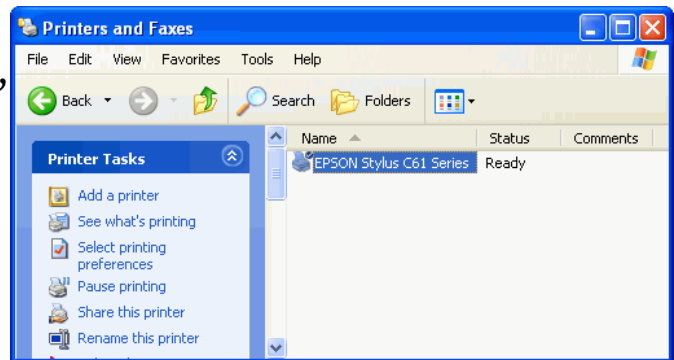 Printers and Faxes
File Edit View Favorites Tools Help
,
Back Search Folders
Name Status Comments
Printer Tasks
EPSON Stylus C61 Series Ready
Add a printer
See what's printing
Select printing
preferences
Pause printing
Share this printer
Rename this printer